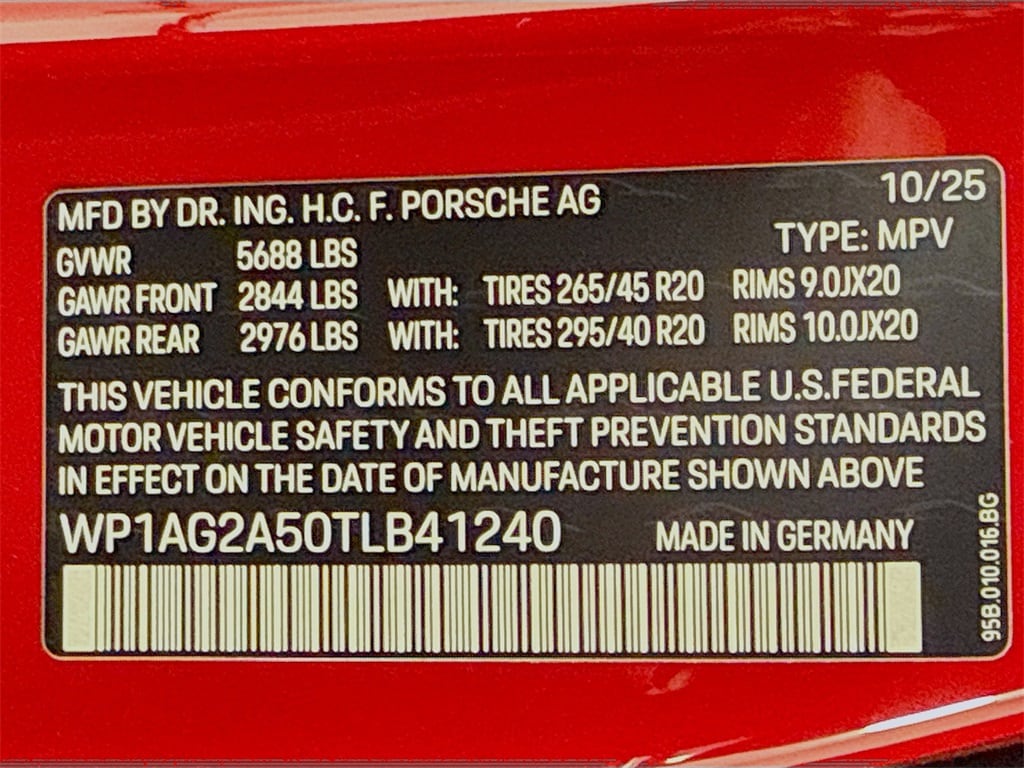 MFD BY DR. ING. H.C. F. PORSCHE AG 10/25
GVWR 5688 LBS TYPE: MPV
GAWR FRONT 2844 LBS WITH: TIRES 265/45 R20 RIMS 9.0JX20
GAWR REAR 2976 LBS WITH: TIRES 295/40 R20 RIMS 10.0JX20
THIS VEHICLE CONFORMS TO ALL APPLICABLE U.S.FEDERAL
MOTOR VEHICLE SAFETY AND THEFT PREVENTION STANDARDS
IN EFFECT ON THE DATE OF MANUFACTURE SHOWN ABOVE
WP1AG2A50TLB41240 MADE IN GERMANY
95B.010.016.BG